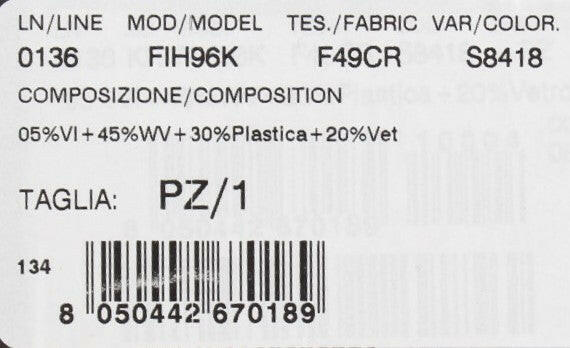 LN/LINE MOD/MODEL TES./FABRIC VAR/COLOR.
0136 FIH96K F49CR S8418
COMPOSIZIONE/COMPOSITION
05%VI+45%WV+30%Plastica+20%Vet
TAGLIA: PZ/1
134
8 050442 670189